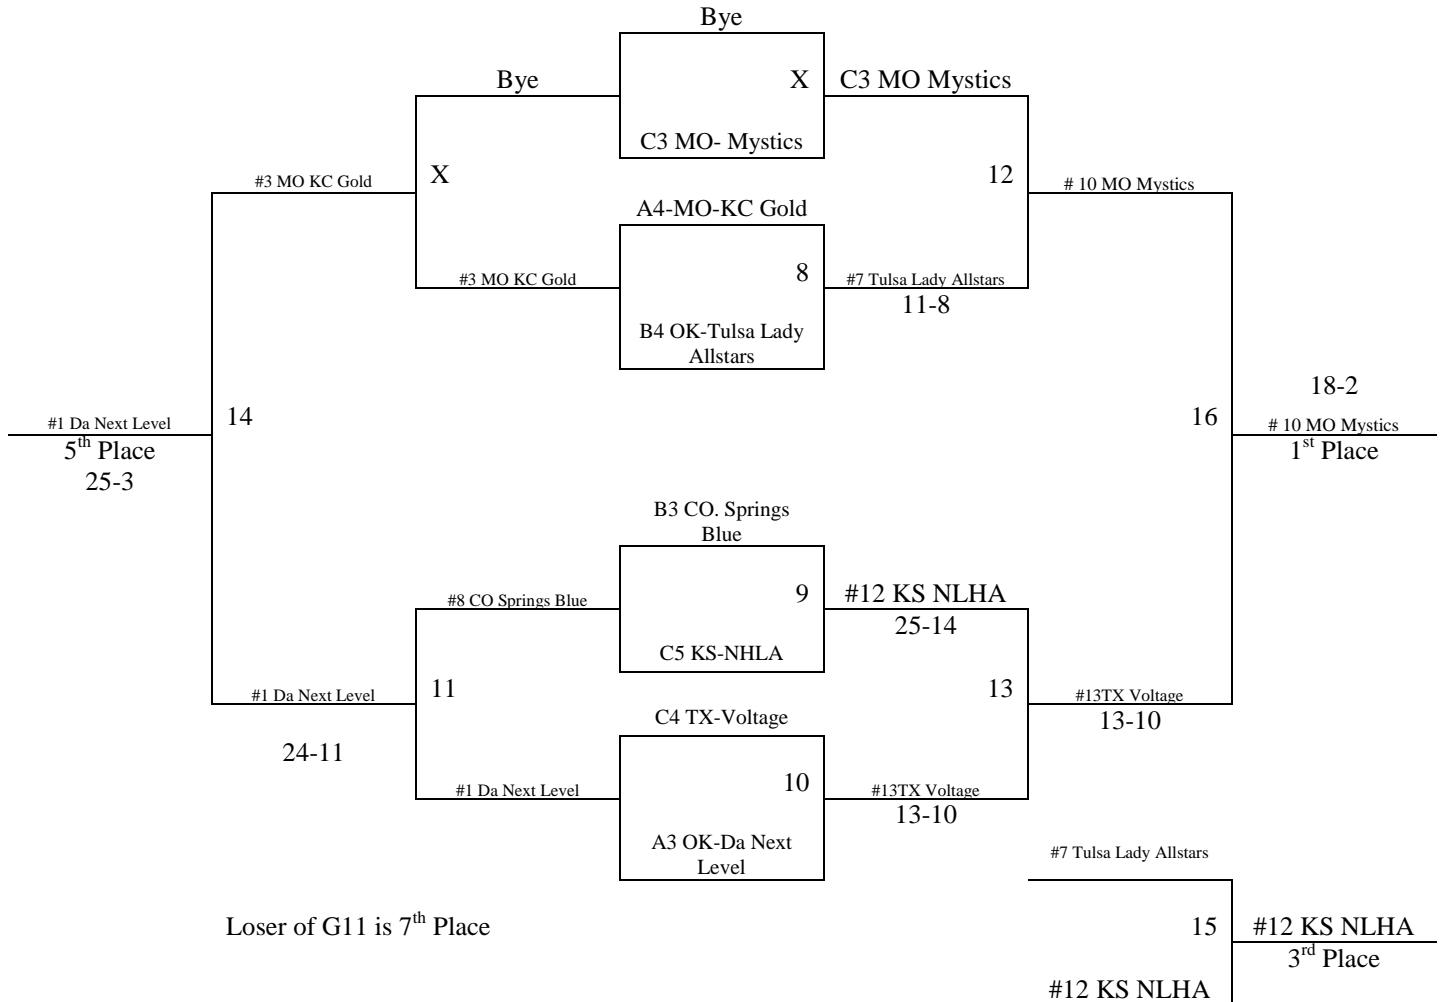 Bye
Bye
X
C3 MO Mystics
C3 MO- Mystics
#3 MO KC Gold
X
12
# 10 MO Mystics
A4-MO-KC Gold
#3 MO KC Gold
8
#7 Tulsa Lady Allstars
11-8
B4 OK-Tulsa Lady
Allstars
18-2
#1 Da Next Level
14
16
# 10 MO Mystics
5th Place
1st Place
25-3
B3 CO. Springs
Blue
#8 CO Springs Blue
9
#12 KS NLHA
25-14
C5 KS-NHLA
#1 Da Next Level
11
13
#13TX Voltage
13-10
C4 TX-Voltage
24-11
#1 Da Next Level
10
#13TX Voltage
13-10
A3 OK-Da Next
Level
#7 Tulsa Lady Allstars
Loser of G11 is 7th Place
15
#12 KS NLHA
3rd Place
#12 KS NLHA